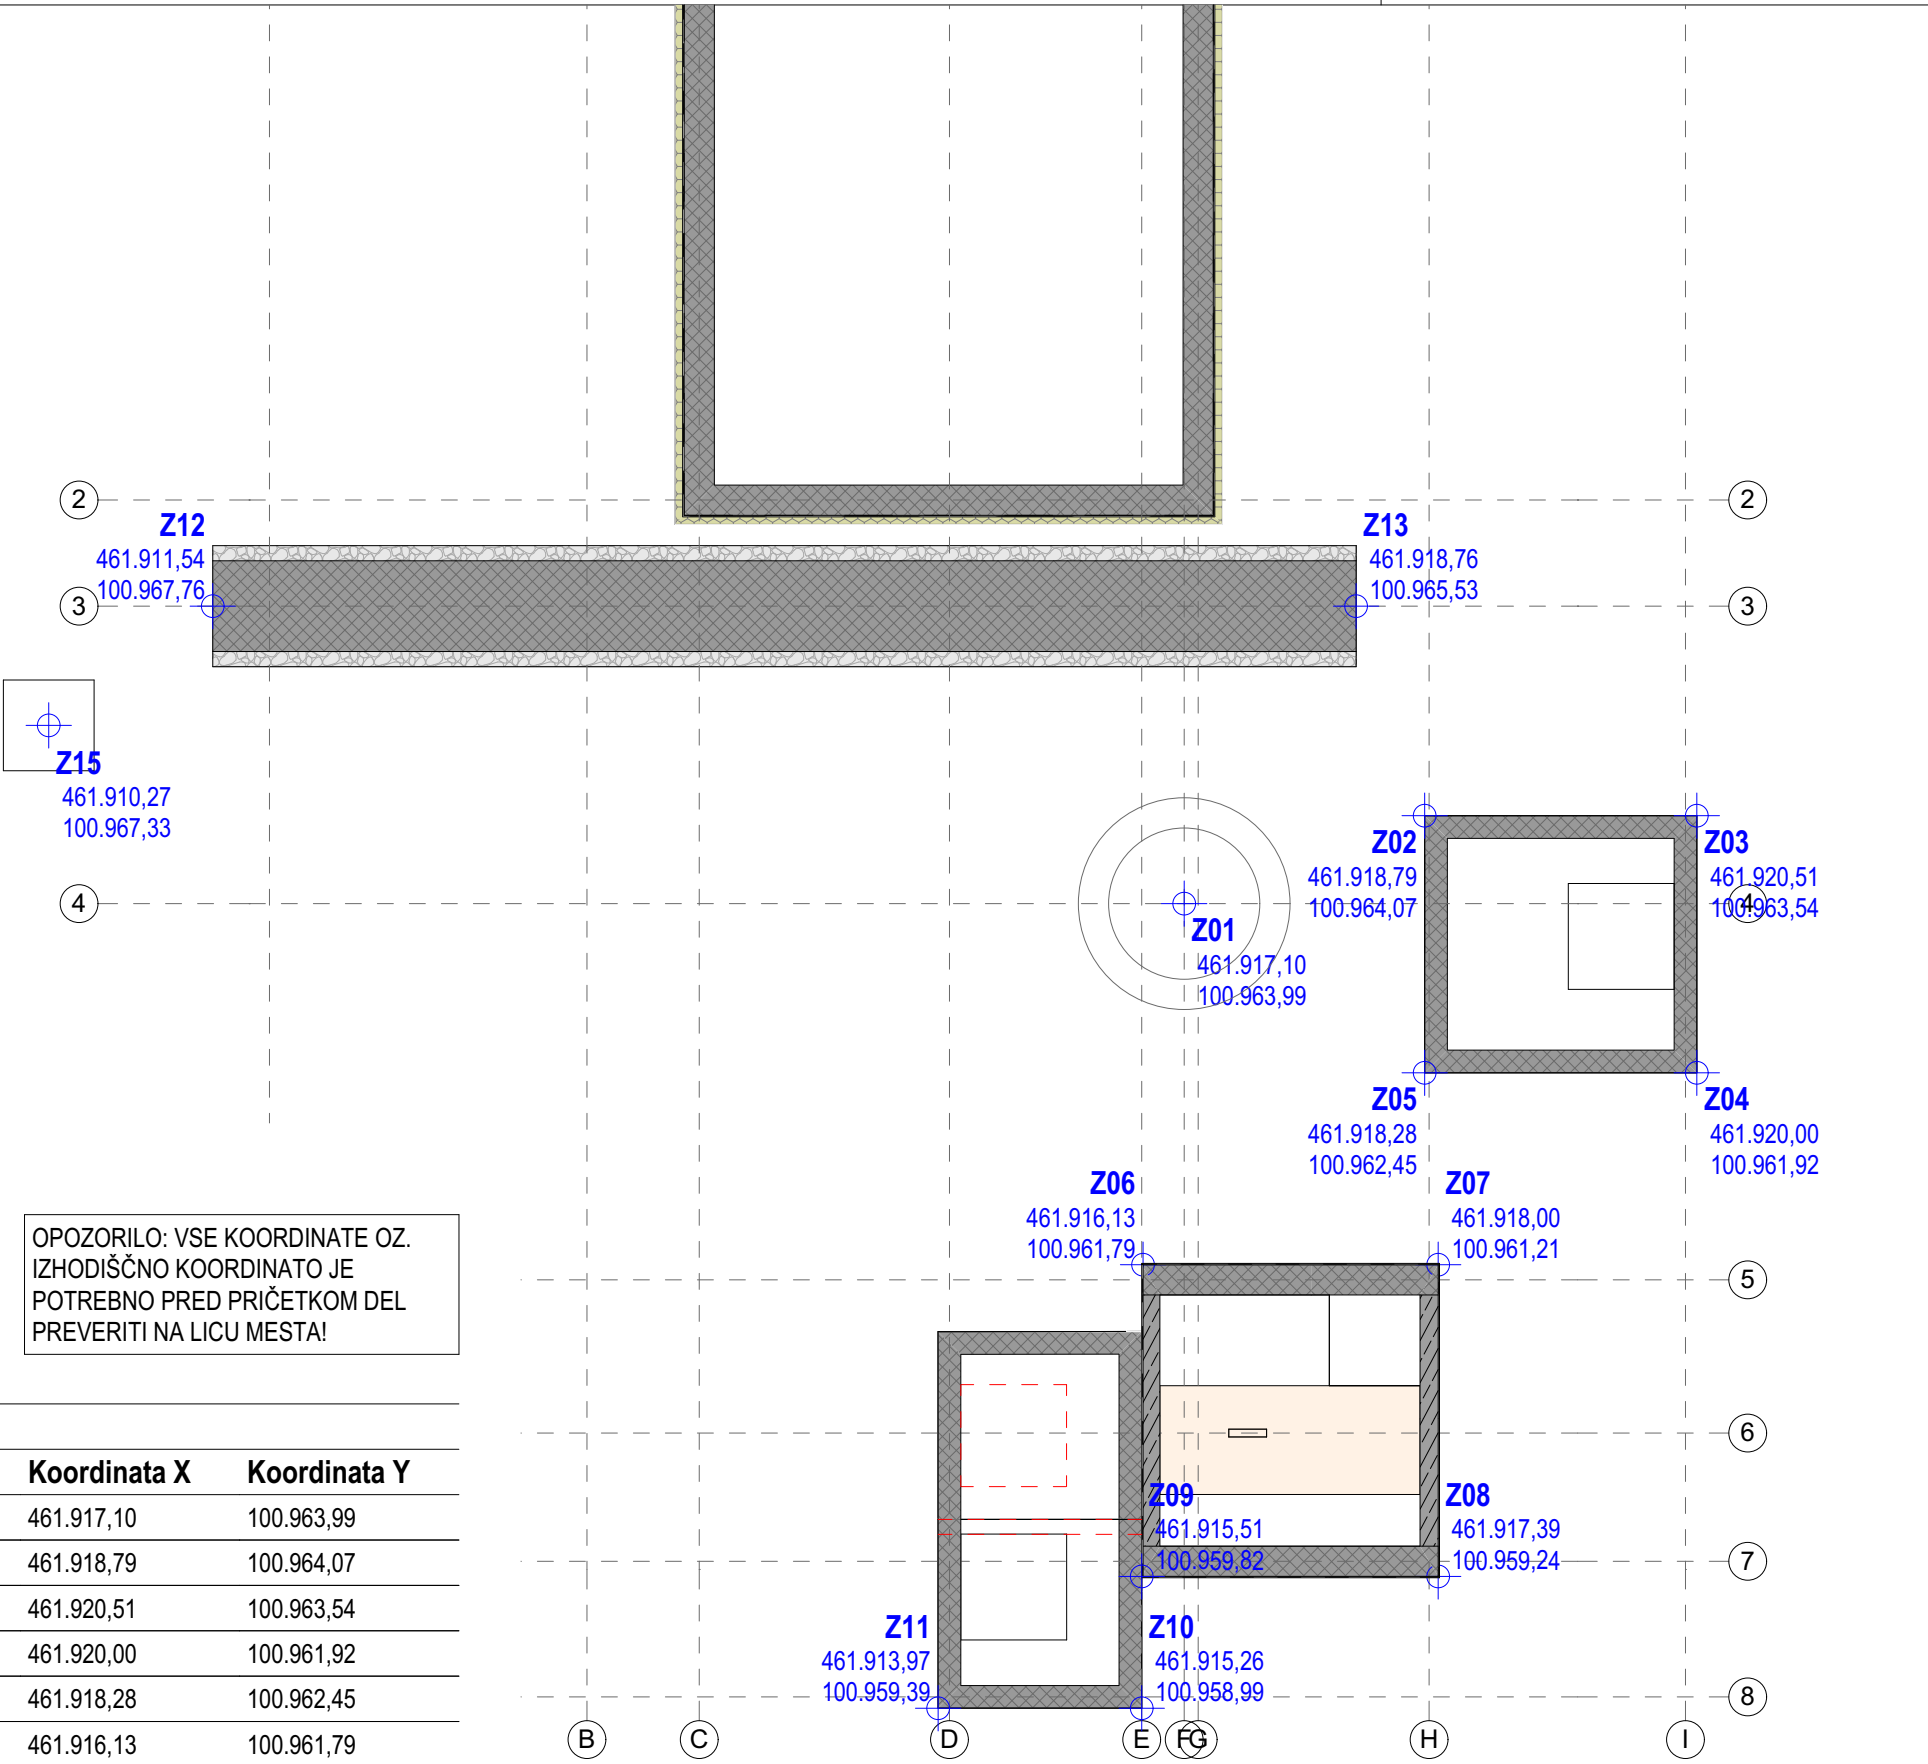 2
2
Z12
461.911,54
100.967,76
Z13
461.918,76
100.965,53
3
3
Z15
461.910,27
100.967,33
Z02
461.918,79
100.964,07
Z03
461.920,51
100.963,54
4
4
Z01
461.917,10
100.963,99
Z05
461.918,28
100.962,45
Z04
461.920,00
100.961,92
Z06
461.916,13
100.961,79
Z07
461.918,00
100.961,21
OPOZORILO: VSE KOORDINATE OZ.
IZHODIŠČNO KOORDINATO JE
POTREBNO PRED PRIČETKOM DEL
PREVERITI NA LICU MESTA!
5
6
Z09
461.915,51
100.959,82
Z08
461.917,39
100.959,24
7
Z11
461.913,97
100.959,39
Z10
461.915,26
100.958,99
8
Koordinata X Koordinata Y
461.917,10 100.963,99
461.918,79 100.964,07
461.920,51 100.963,54
461.920,00 100.961,92
461.918,28 100.962,45
461.916,13 100.961,79
B C D E F G H I